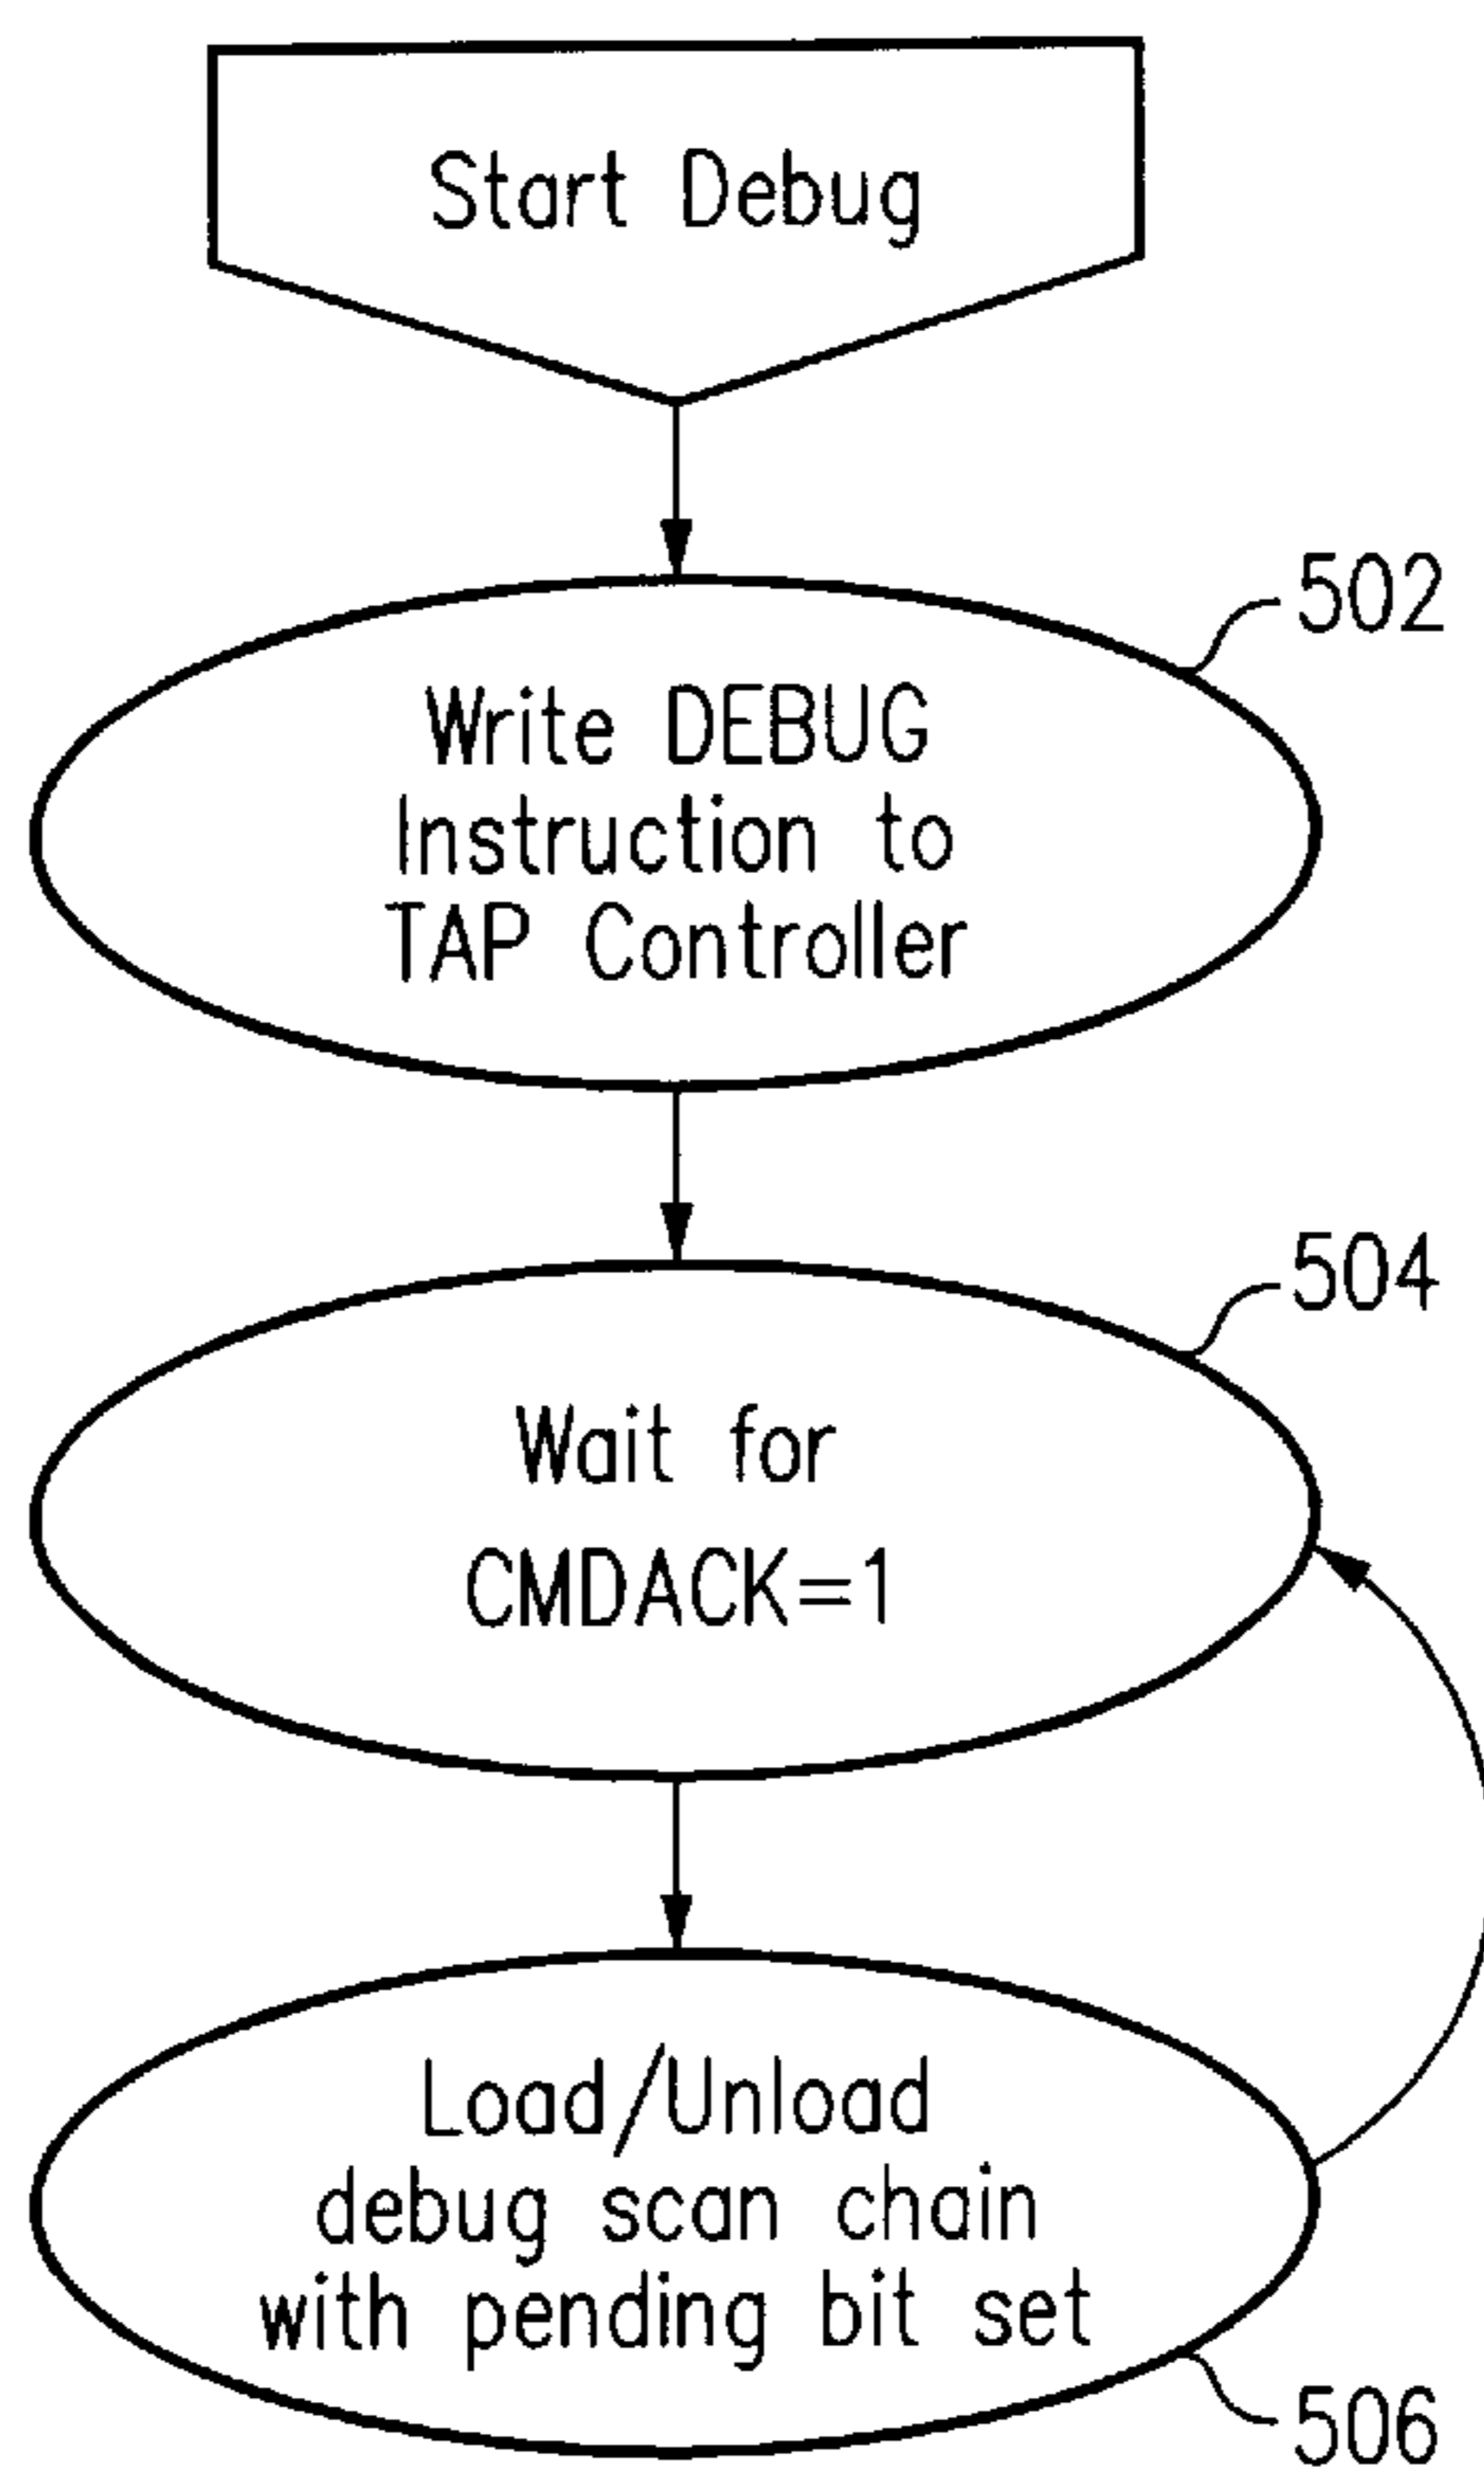 Start Debug
502
Write DEBUG
Instruction to
TAP Controller
504
Wait for
CMDACK=1
Load/Unload
debug scan chain
with pending bit set
506